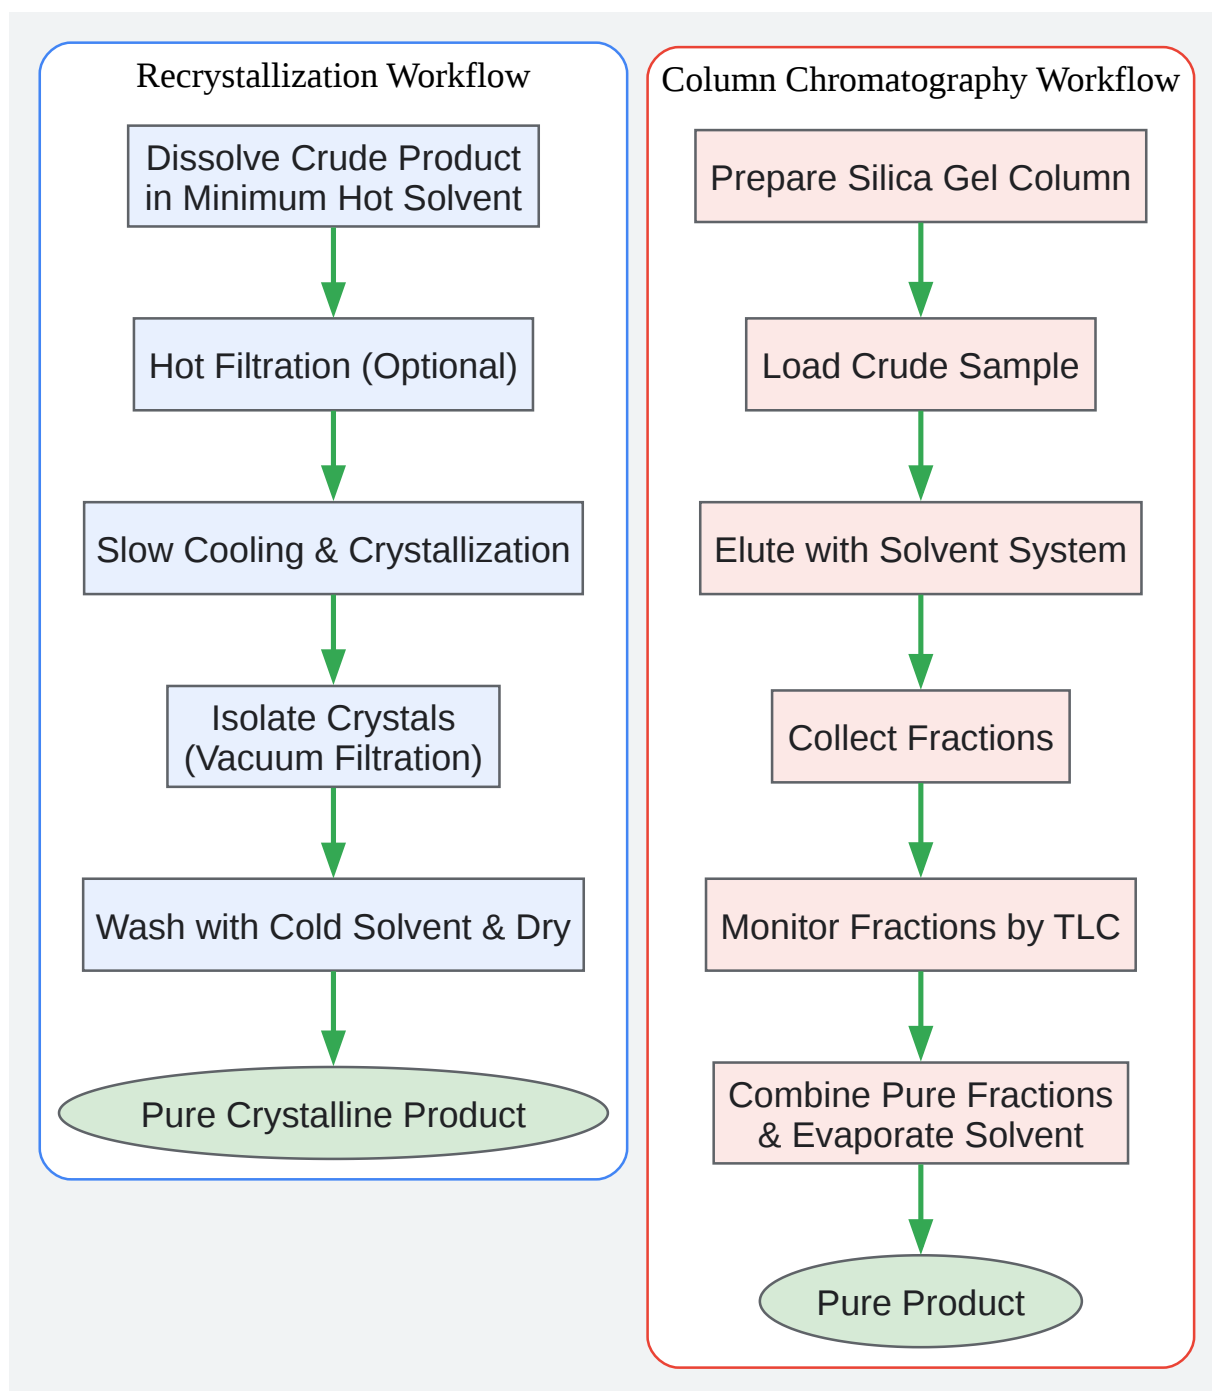 Recrystallization Workflow
Dissolve Crude Product
in Minimum Hot Solvent
Hot Filtration (Optional)
Slow Cooling & Crystallization
Isolate Crystals
(Vacuum Filtration)
Wash with Cold Solvent & Dry
Pure Crystalline Product
Column Chromatography Workflow
Prepare Silica Gel Column
Load Crude Sample
Elute with Solvent System
Collect Fractions
Monitor Fractions by TLC
Combine Pure Fractions
& Evaporate Solvent
Pure Product